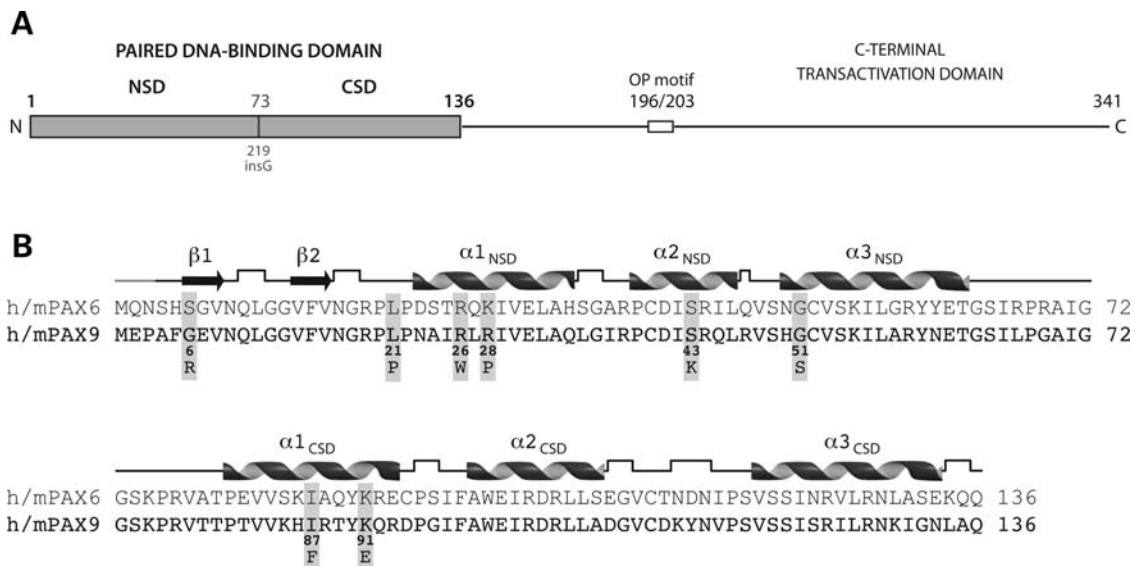 A
PAIRED DNA-BINDING DOMAIN
C-TERMINAL
TRANSACTIVATION DOMAIN
NSD CSD OP motif
1 73 136 196/203 341
N C
219
insG
B
β1 β2 α1NSD α2NSD α3NSD
h/mPAX6 MQNSHSGVNQLGGVFVNGRPLPDSTRQKIVELAHSGARPCDISRILQVSNGCVSKILGRYYETGSIRPRAIG 72
h/mPAX9 MEPAFGEVNQLGGVFVNGRPLPNAIRLRIVELAQLGIRPCDISRQLRVSHGCVSKILARYNETGSILPGAIG 72
6 21 26 28 43 51
R P W P K S
α1CSD α2CSD α3CSD
h/mPAX6 GSKPRVATPEVVSKIAQYKRECPSIFAWEIRDRLLSEGVCTNDNIPSVSSINRVLRNLASEKQQ 136
h/mPAX9 GSKPRVTTPTVVKHIRTYKQRDPGIFAWEIRDRLLADGVCDKYNVPSVSSISRILRNKIGNLAQ 136
87 91
F E